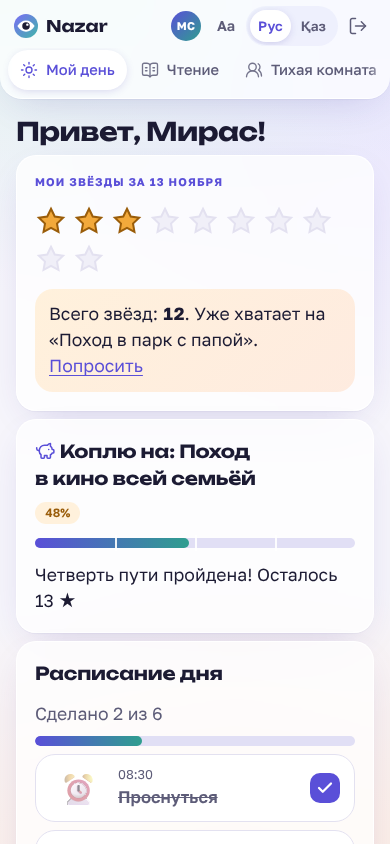 Nazar
МС
Aa
Рус
Қаз
Мой день
Чтение
Тихая комната
Привет, Мирас!
МОИ ЗВЁЗДЫ ЗА 13 НОЯБРЯ
Всего звёзд: 12. Уже хватает на
«Поход в парк с папой».
Попросить
Коплю на: Поход
в кино всей семьёй
48%
Четверть пути пройдена! Осталось
13 ★
Расписание дня
Сделано 2 из 6
08:30
Проснуться